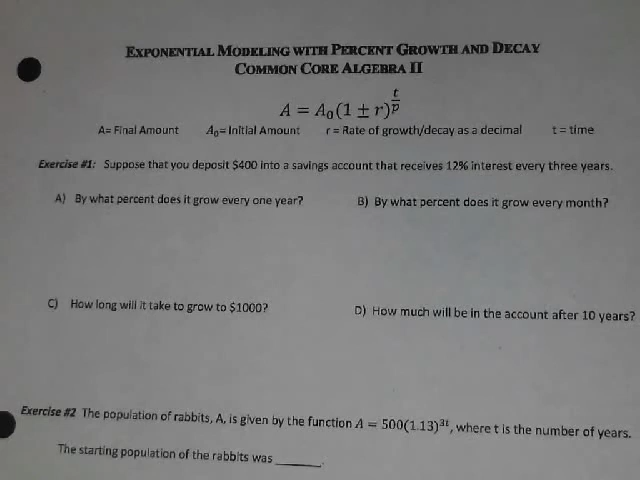 EXPONENTIAL MODELING WITH PERCENT GROWTH AND DECAY
COMMON CORE ALGEBRA II
A = A₀(1 ± r)^(t/p)
A= Final Amount A₀= Initial Amount r = Rate of growth/decay as a decimal t = time
Exercise #1: Suppose that you deposit $400 into a savings account that receives 12% interest every three years.
A) By what percent does it grow every one year? B) By what percent does it grow every month?
C) How long will it take to grow to $1000? D) How much will be in the account after 10 years?
Exercise #2 The population of rabbits, A, is given by the function A = 500(1.13)^(3t), where t is the number of years.
The starting population of the rabbits was ______.